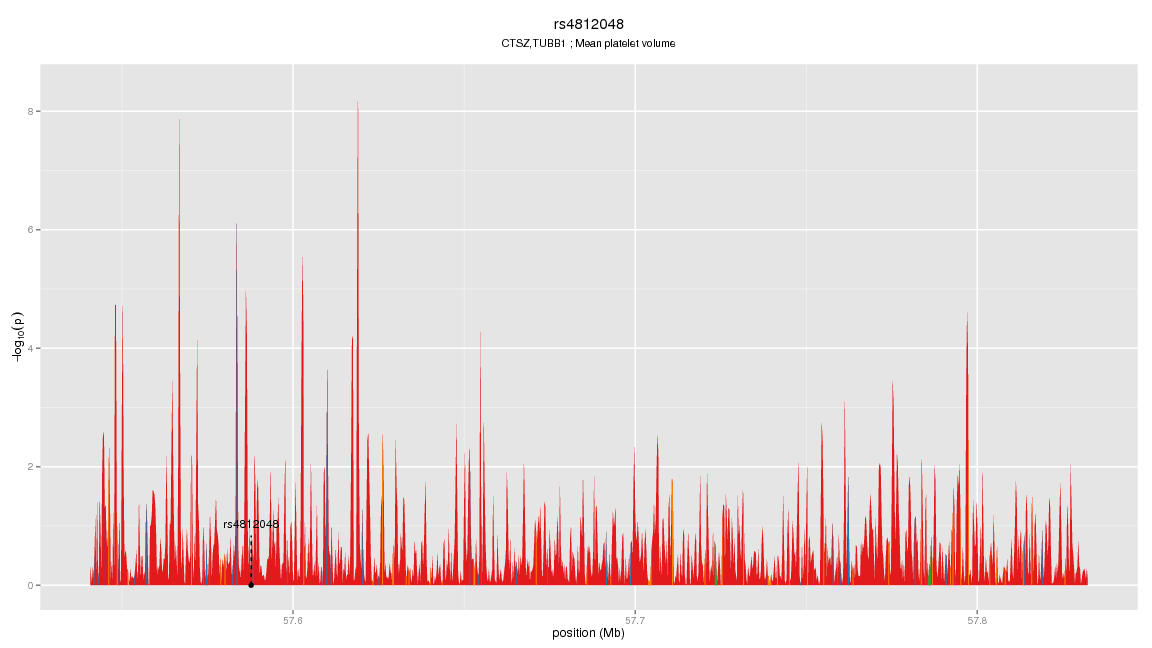 rs4812048
CTSZ,TUBB1 ; Mean platelet volume
8
6
4
2
0
−log10(p)
rs4812048
57.6
57.7
57.8
position (Mb)